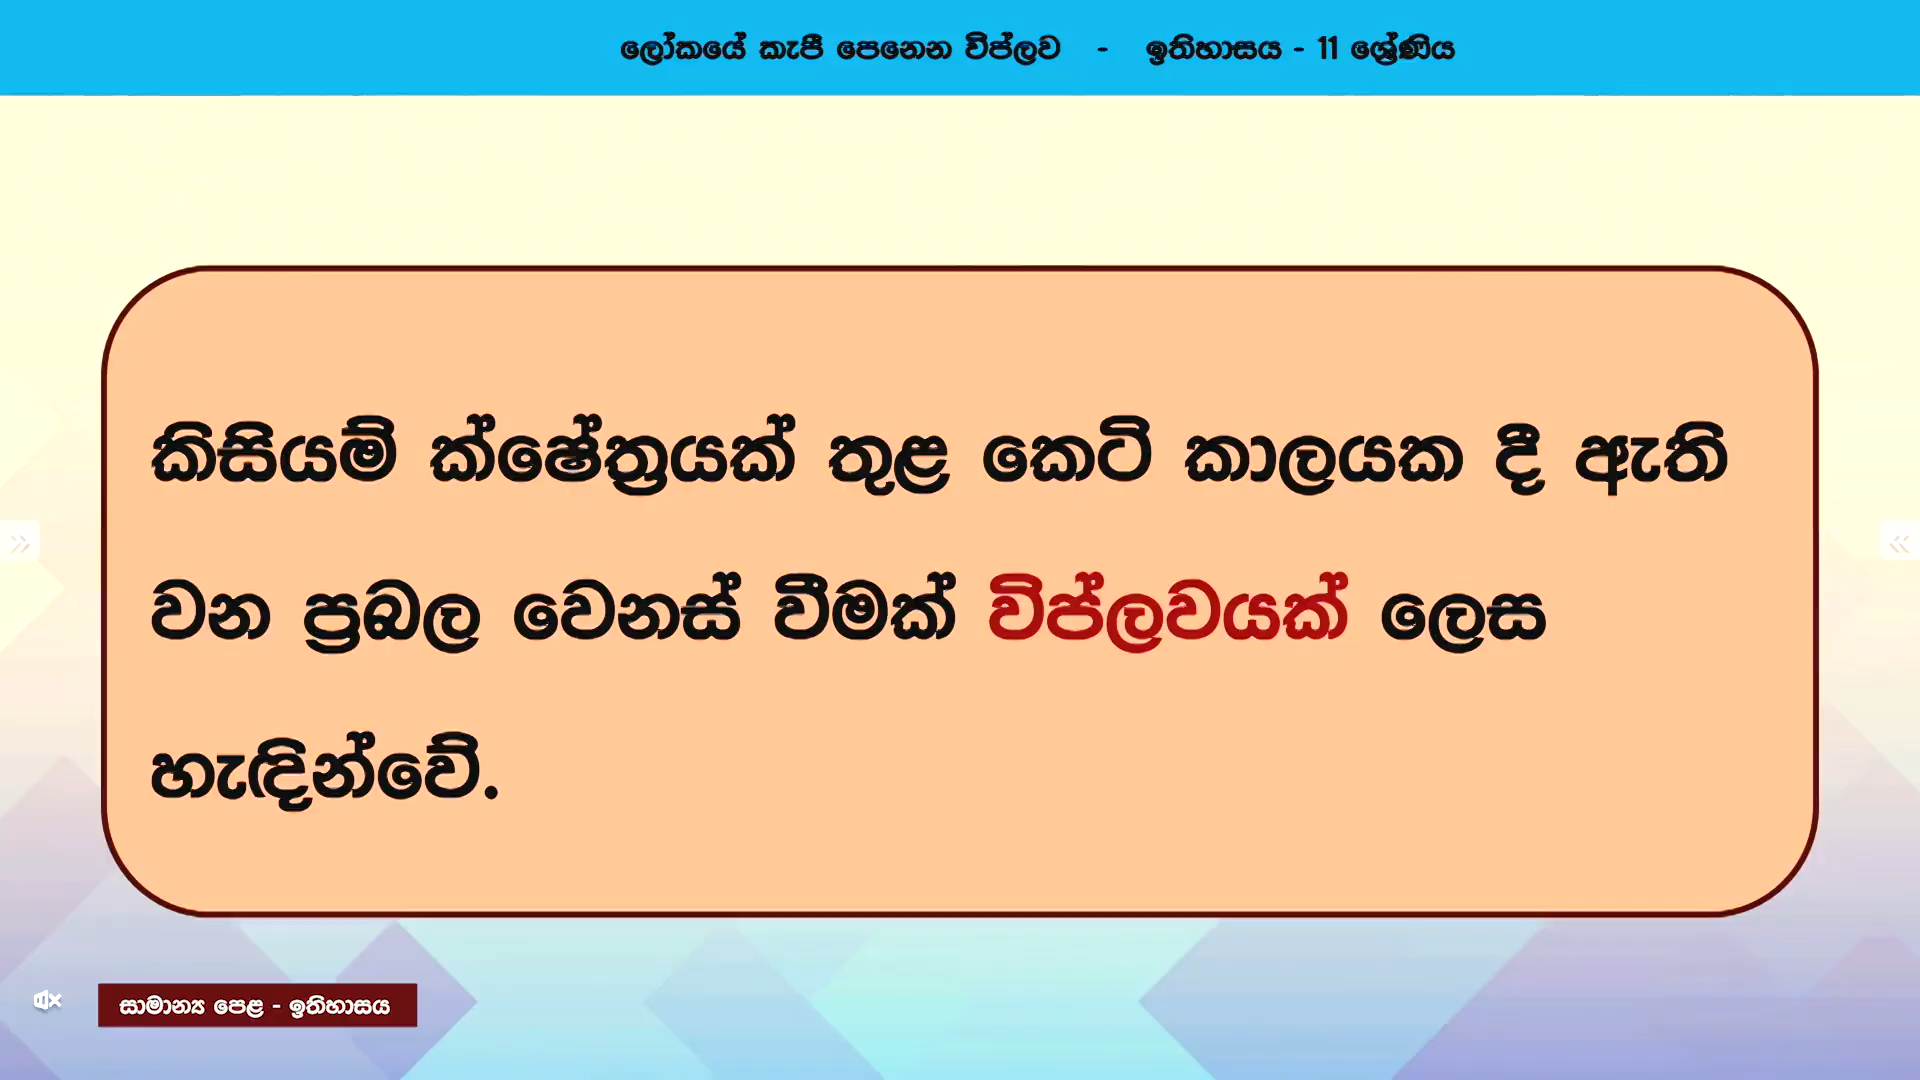 ලෝකයේ කැපී පෙනෙන විප්ලව - ඉතිහාසය - 11 ශ්‍රේණිය
කිසියම් ක්ෂේත්‍රයක් තුළ කෙටි කාලයක දී ඇති
වන ප්‍රබල වෙනස් වීමක් විප්ලවයක් ලෙස
හැඳින්වේ.
සාමාන්‍ය පෙළ - ඉතිහාසය